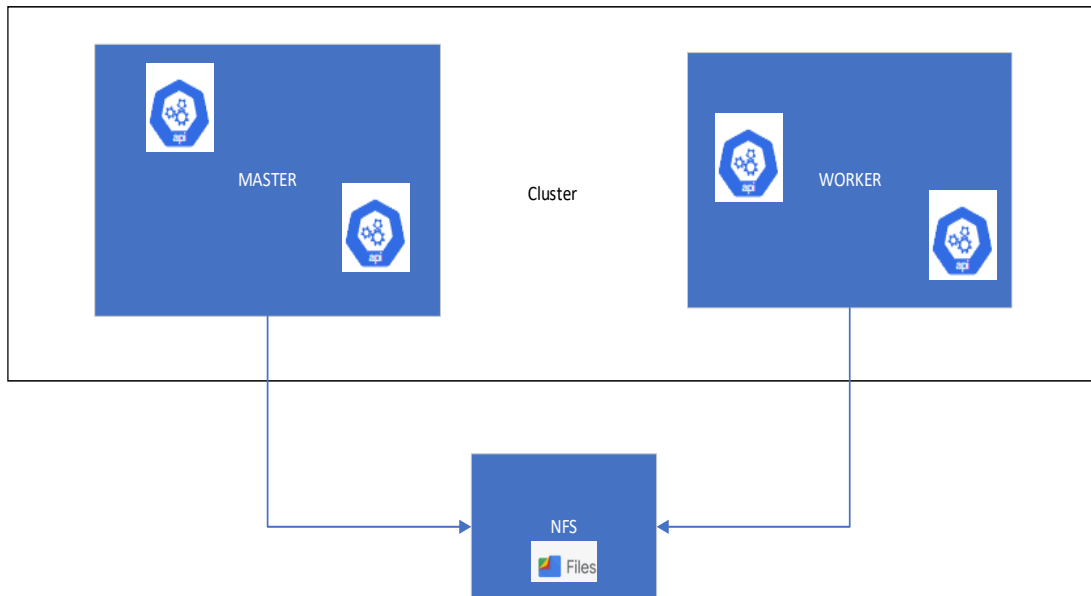 api
MASTER
api
Cluster
api
WORKER
api
NFS
Files